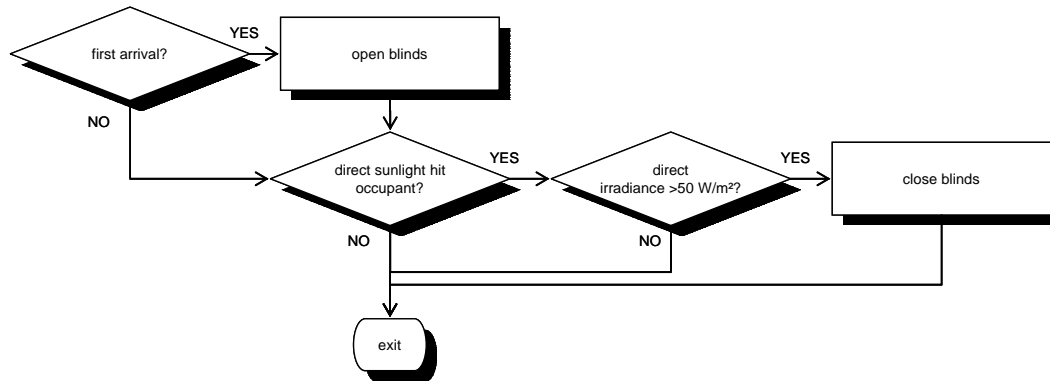 YES
first arrival?
open blinds
NO
direct sunlight hit
occupant?
YES
direct
irradiance >50 W/m²?
YES
close blinds
NO
NO
exit